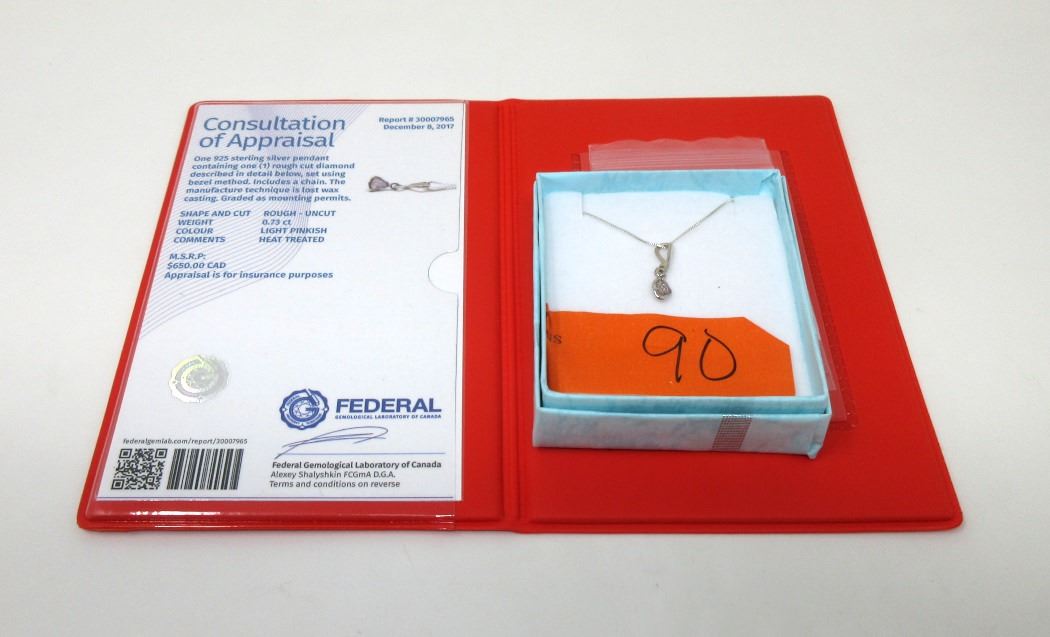 Consultation
of Appraisal
Report # 30007965
December 8, 2017
One 925 sterling silver pendant
containing one (1) rough cut diamond
described in detail below, set using
bezel method. Includes a chain. The
manufacture technique is lost wax
casting. Graded as mounting permits.
SHAPE AND CUT ROUGH - UNCUT
WEIGHT 0.73 ct
COLOUR LIGHT PINKISH
COMMENTS HEAT TREATED
M.S.R.P:
$650.00 CAD
Appraisal is for insurance purposes
FEDERAL
GEMOLOGICAL LABORATORY OF CANADA
federalgemlab.com/report/30007965
Federal Gemological Laboratory of Canada
Alexey Shalyshkin FCGmA D.G.A.
Terms and conditions on reverse
NS
90